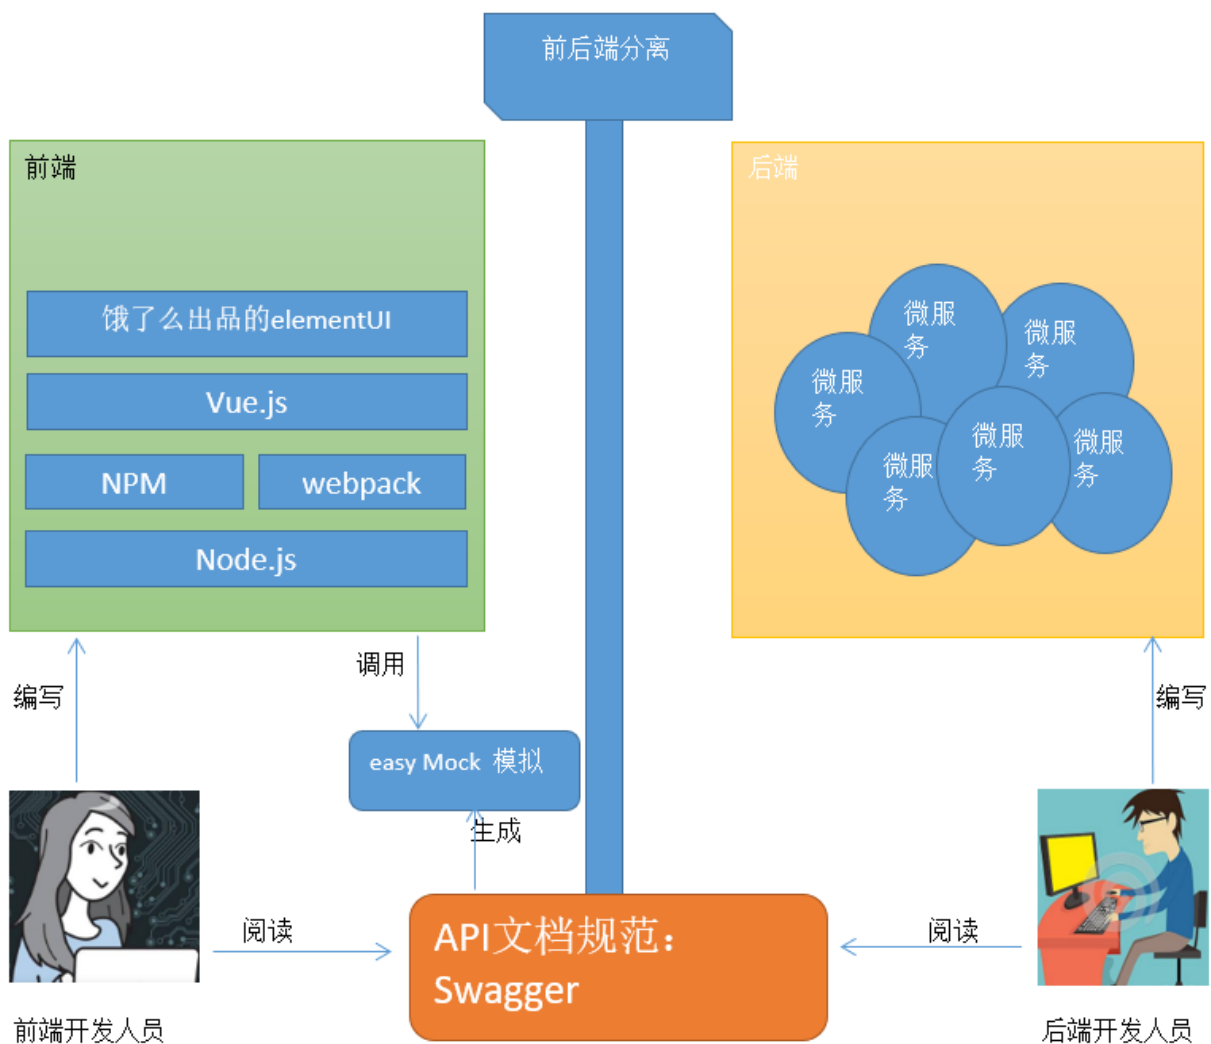 前后端分离
前端
饿了么出品的elementUI
Vue.js
NPM
webpack
Node.js
后端
微服
务
微服
务
微服
务
微服
务
微服
务
微服
务
编写
调用
easy Mock 模拟
生成
编写
阅读
API文档规范：
Swagger
阅读
前端开发人员
后端开发人员